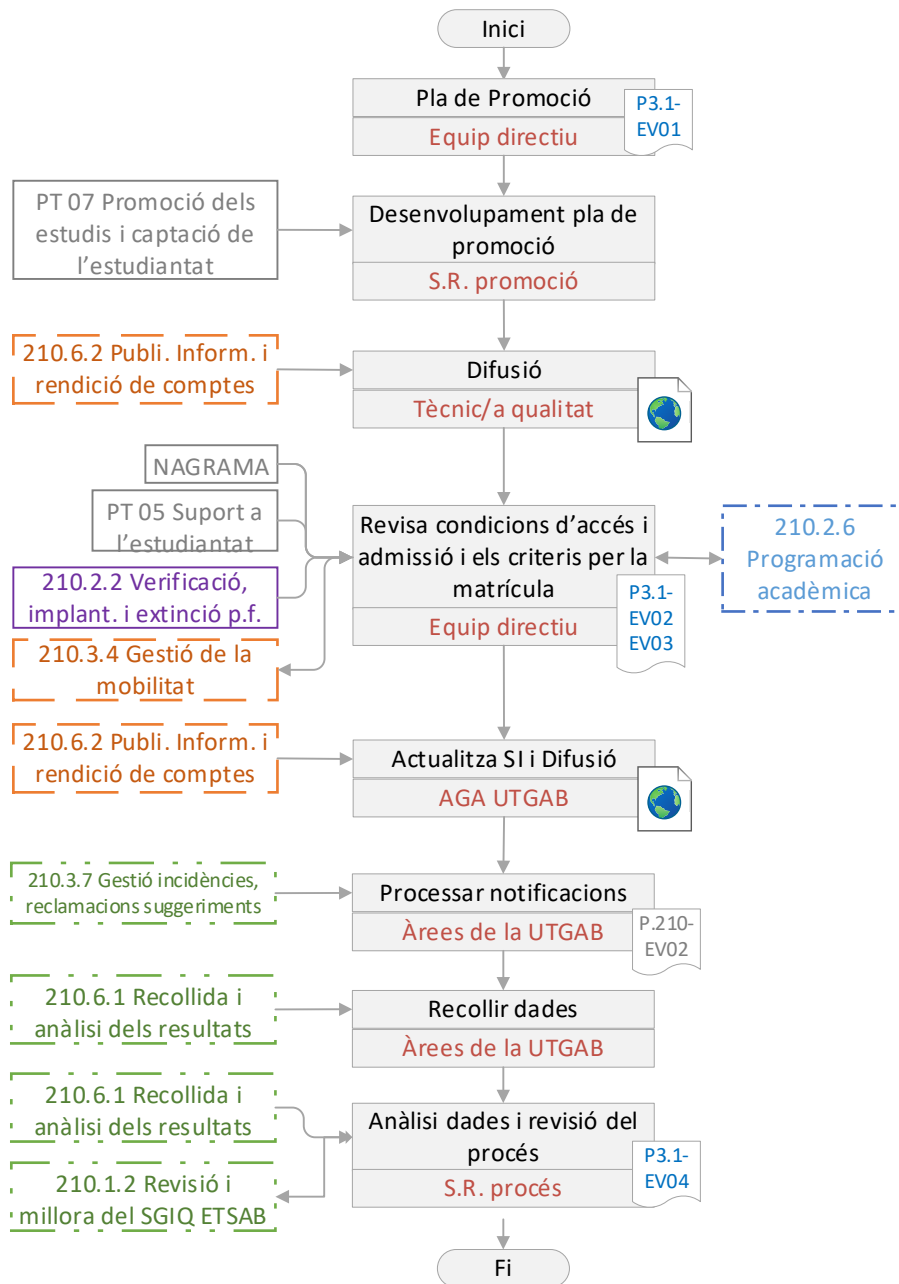 Inici
Pla de Promoció
Equip directiu
P3.1-
EV01
PT 07 Promoció dels
estudis i captació de
l’estudiantat
Desenvolupament pla de
promoció
S.R. promoció
210.6.2 Publi. Inform. i
rendició de comptes
Difusió
Tècnic/a qualitat
NAGRAMA
PT 05 Suport a
l’estudiantat
210.2.2 Verificació,
implant. i extinció p.f.
210.3.4 Gestió de la
mobilitat
Revisa condicions d’accés i
admissió i els criteris per la
matrícula
Equip directiu
P3.1-
EV02
EV03
210.2.6
Programació
acadèmica
210.6.2 Publi. Inform. i
rendició de comptes
Actualitza SI i Difusió
AGA UTGAB
210.3.7 Gestió incidències,
reclamacions suggeriments
Processar notificacions
Àrees de la UTGAB
P.210-
EV02
210.6.1 Recollida i
anàlisi dels resultats
Recollir dades
Àrees de la UTGAB
210.6.1 Recollida i
anàlisi dels resultats
210.1.2 Revisió i
millora del SGIQ ETSAB
Anàlisi dades i revisió del
procés
S.R. procés
P3.1-
EV04
Fi